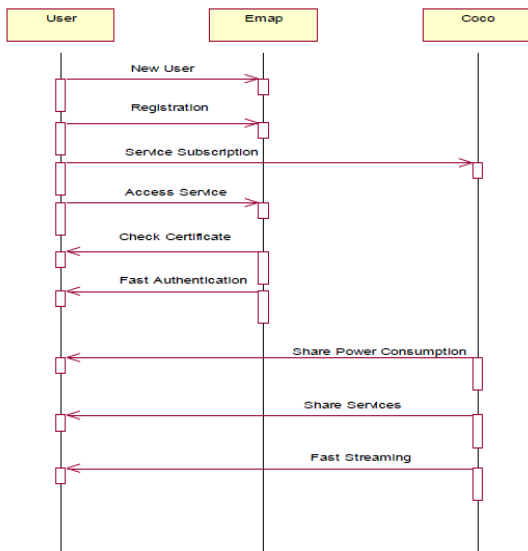 User
Emap
Coco
New User
Registration
Service Subscription
Access Service
Check Certificate
Fast Authentication
Share Power Consumption
Share Services
Fast Streaming